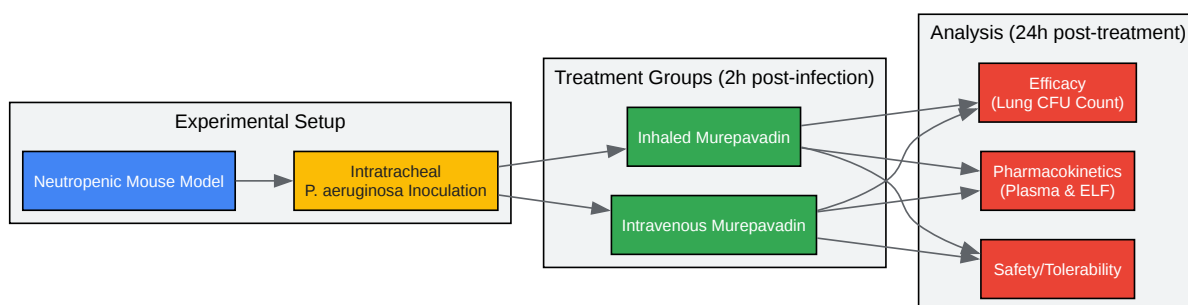 Experimental Setup
Neutropenic Mouse Model
Intratracheal
P. aeruginosa Inoculation
Treatment Groups (2h post-infection)
Inhaled Murepavadin
Intravenous Murepavadin
Analysis (24h post-treatment)
Efficacy
(Lung CFU Count)
Pharmacokinetics
(Plasma & ELF)
Safety/Tolerability